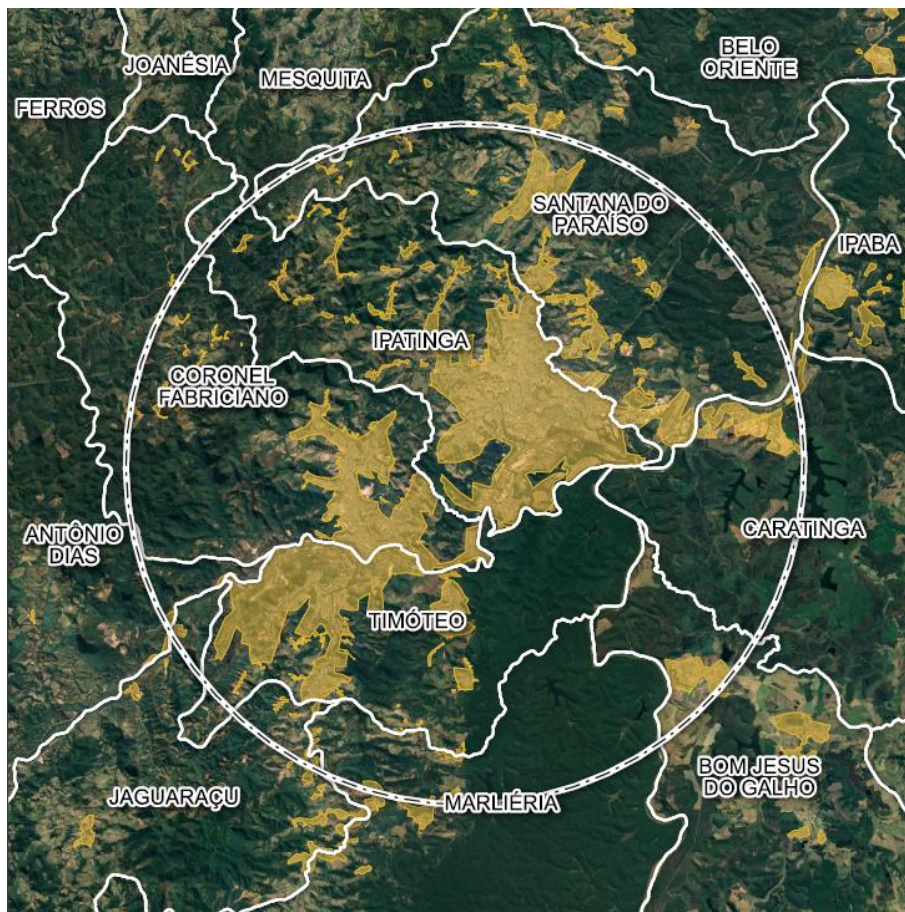 BELO
ORIENTE
JOANÉSIA
MESQUITA
FERROS
SANTANA DO
PARAÍSO
IPABA
IPATINGA
CORONEL
FABRICIANO
ANTÔNIO
DIAS
CARATINGA
TIMÓTEO
BOM JESUS
DO GALHO
JAGUARAÇU
MARLIÉRIA